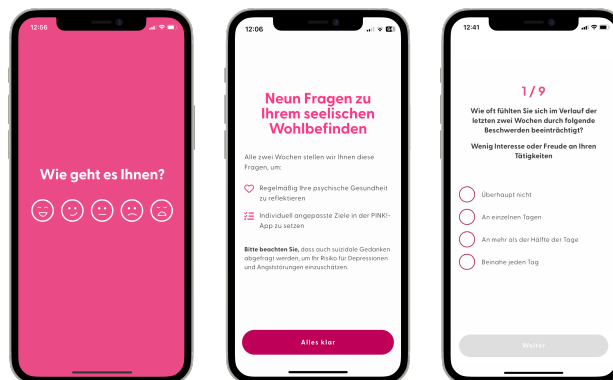 12:56
Wie geht es Ihnen?
12:06
64
Neun Fragen zu
Ihrem seelischen
Wohlbefinden
Alle zwei Wochen stellen wir Ihnen diese
Fragen, um:
Regelmäßig Ihre psychische Gesundheit
zu reflektieren
Individuell angepasste Ziele in der PINK!-
App zu setzen
Bitte beachten Sie, dass auch suizidale Gedanken
abgefragt werden, um Ihr Risiko für Depressionen
und Angststörungen einzuschätzen.
Alles klar
12:41
1/9
Wie oft fühlten Sie sich im Verlauf der
letzten zwei Wochen durch folgende
Beschwerden beeinträchtigt?
Wenig Interesse oder Freude an Ihren
Tätigkeiten
Überhaupt nicht
An einzelnen Tagen
An mehr als der Hälfte der Tage
Beinahe jeden Tag
Weiter